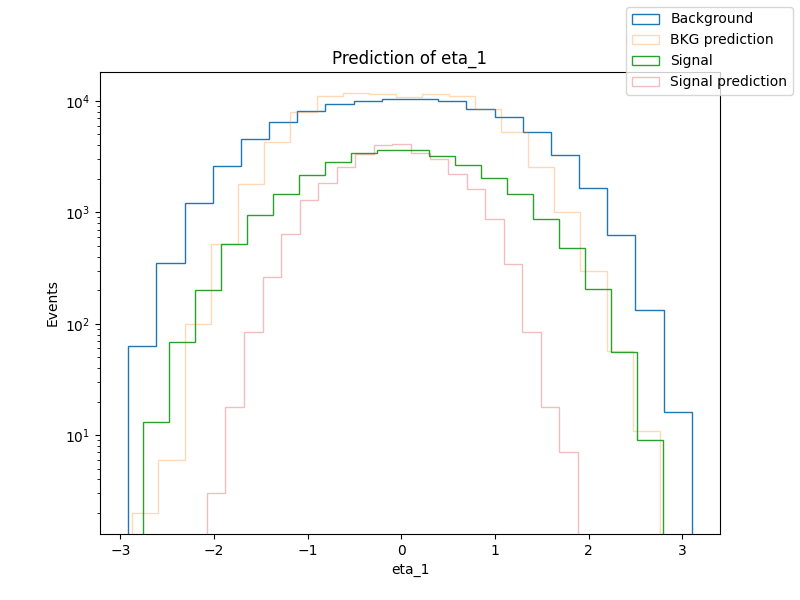 Prediction of eta_1
Background
BKG prediction
Signal
Signal prediction
Events
10⁴
10³
10²
10¹
−3
−2
−1
0
1
2
3
eta_1